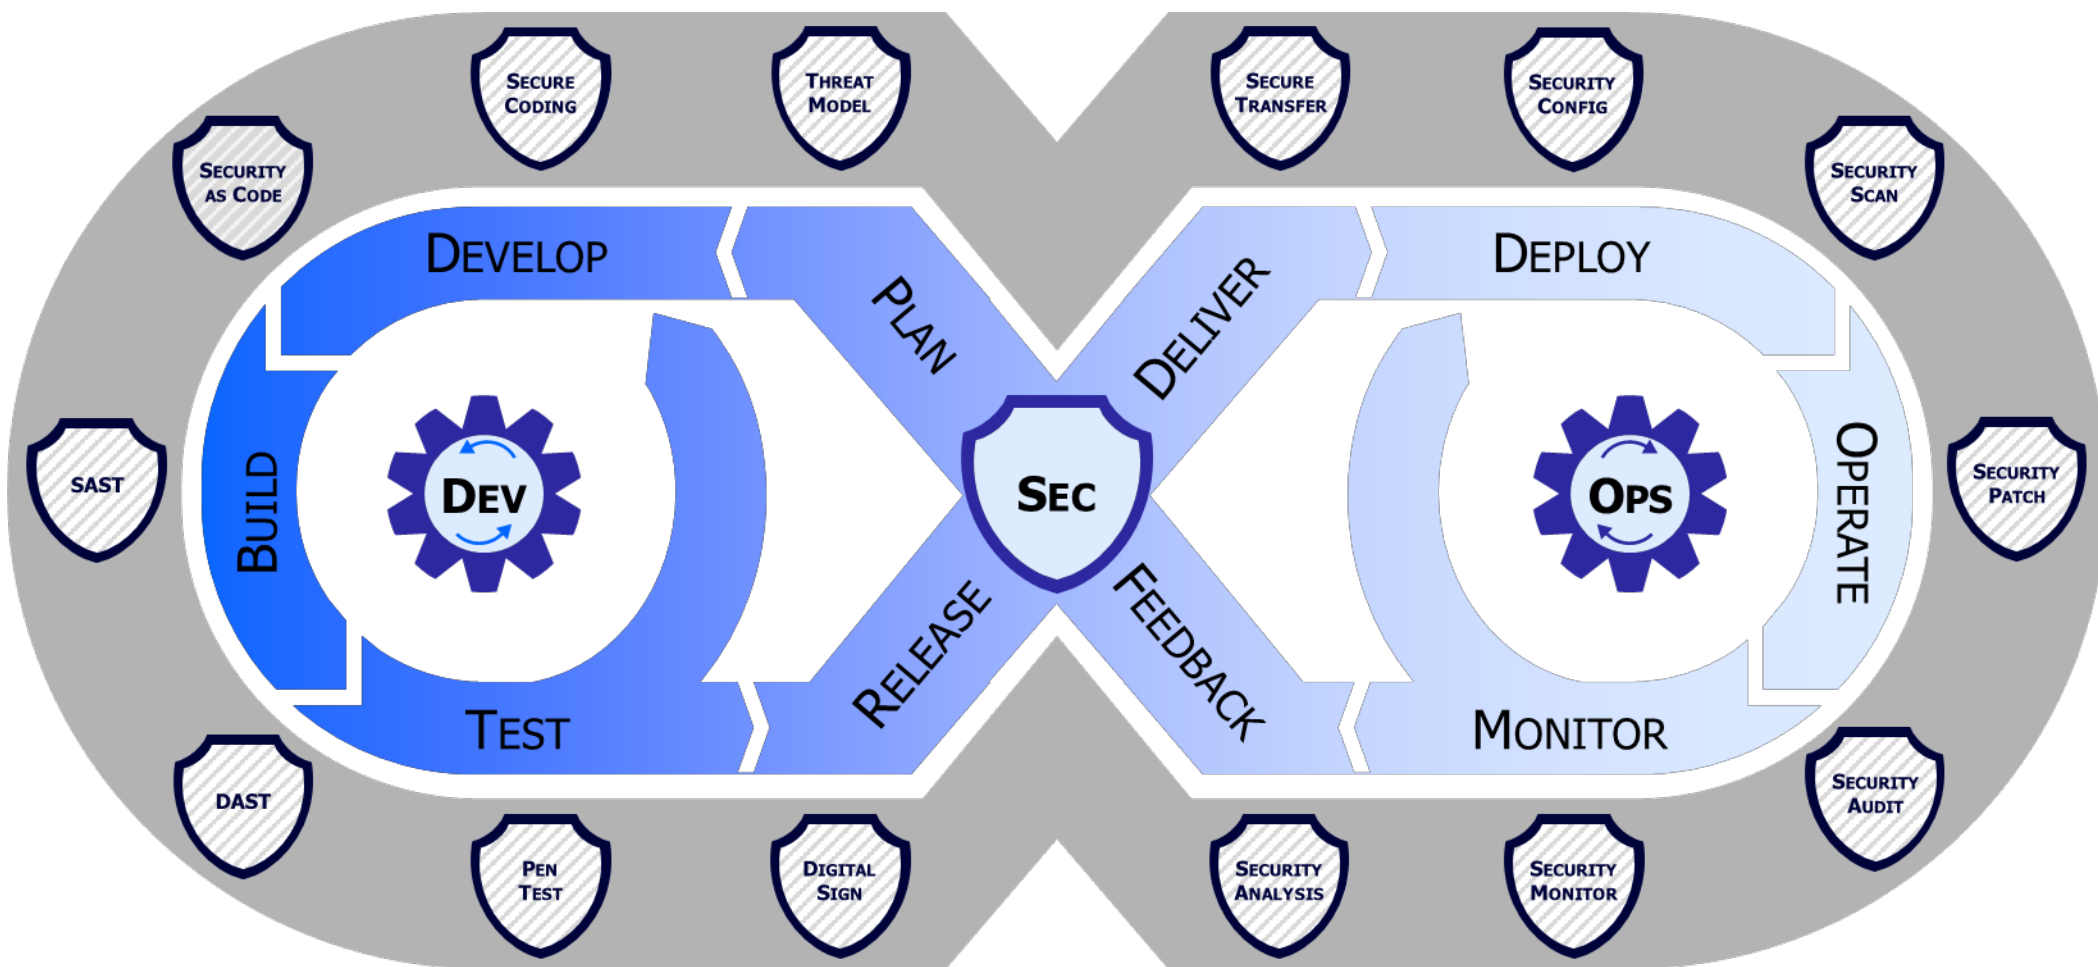 SECURE
CODING
THREAT
MODEL
SECURE
TRANSFER
SECURITY
CONFIG
SECURITY
AS CODE
SECURITY
SCAN
DEVELOP
PLAN
DELIVER
DEPLOY
SAST
BUILD
DEV
SEC
OPS
OPERATE
SECURITY
PATCH
TEST
RELEASE
FEEDBACK
MONITOR
DAST
SECURITY
AUDIT
PEN
TEST
DIGITAL
SIGN
SECURITY
ANALYSIS
SECURITY
MONITOR